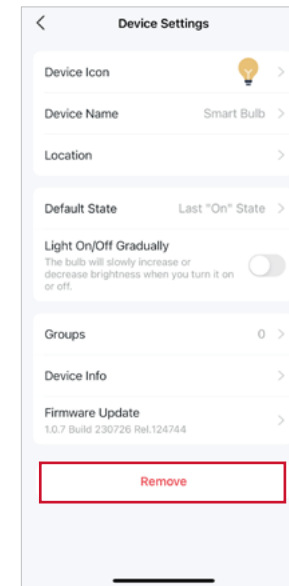 Device Settings
Device Icon
Device Name Smart Bulb
Location
Default State Last "On" State
Light On/Off Gradually
The bulb will slowly increase or
decrease brightness when you turn it on
or off.
Groups 0
Device Info
Firmware Update
1.0.7 Build 230726 Rel.124744
Remove